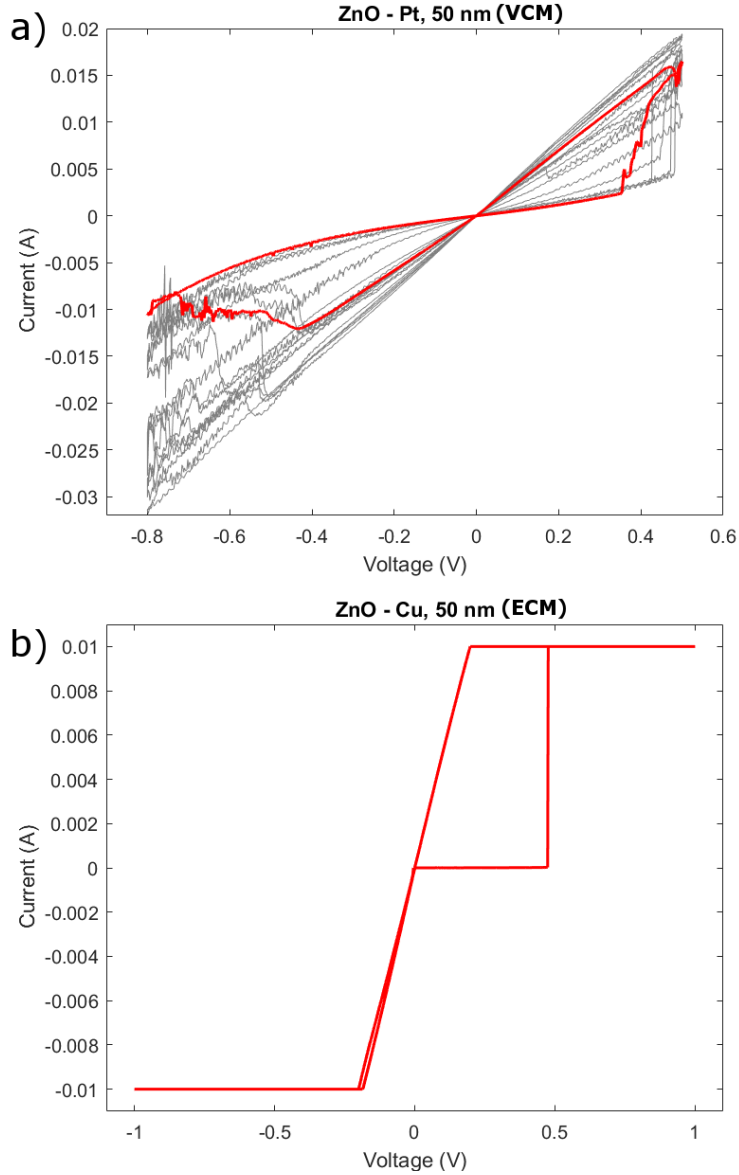 a)
ZnO - Pt, 50 nm (VCM)
0.02
0.015
0.01
0.005
0
-0.005
-0.01
-0.015
-0.02
-0.025
-0.03
Current (A)
-0.8 -0.6 -0.4 -0.2 0 0.2 0.4 0.6
Voltage (V)
b)
ZnO - Cu, 50 nm (ECM)
0.01
0.008
0.006
0.004
0.002
0
-0.002
-0.004
-0.006
-0.008
-0.01
Current (A)
-1 -0.5 0 0.5 1
Voltage (V)